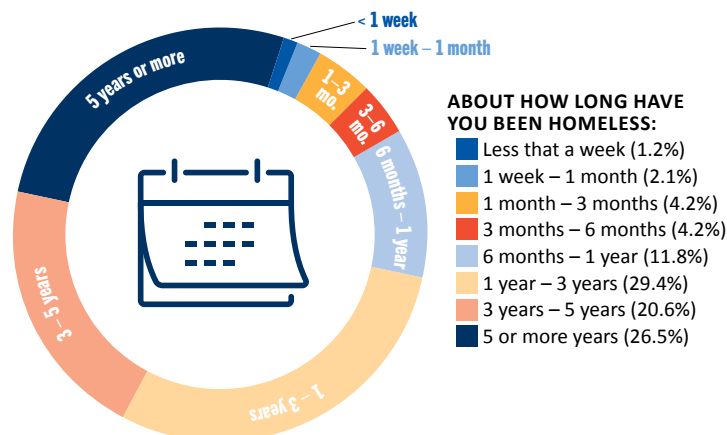 < 1 week
1 week – 1 month
1–3
mo.
3–6
mo.
6 months – 1 year
1 – 3 years
3 – 5 years
5 years or more
ABOUT HOW LONG HAVE
YOU BEEN HOMELESS:
Less that a week (1.2%)
1 week – 1 month (2.1%)
1 month – 3 months (4.2%)
3 months – 6 months (4.2%)
6 months – 1 year (11.8%)
1 year – 3 years (29.4%)
3 years – 5 years (20.6%)
5 or more years (26.5%)